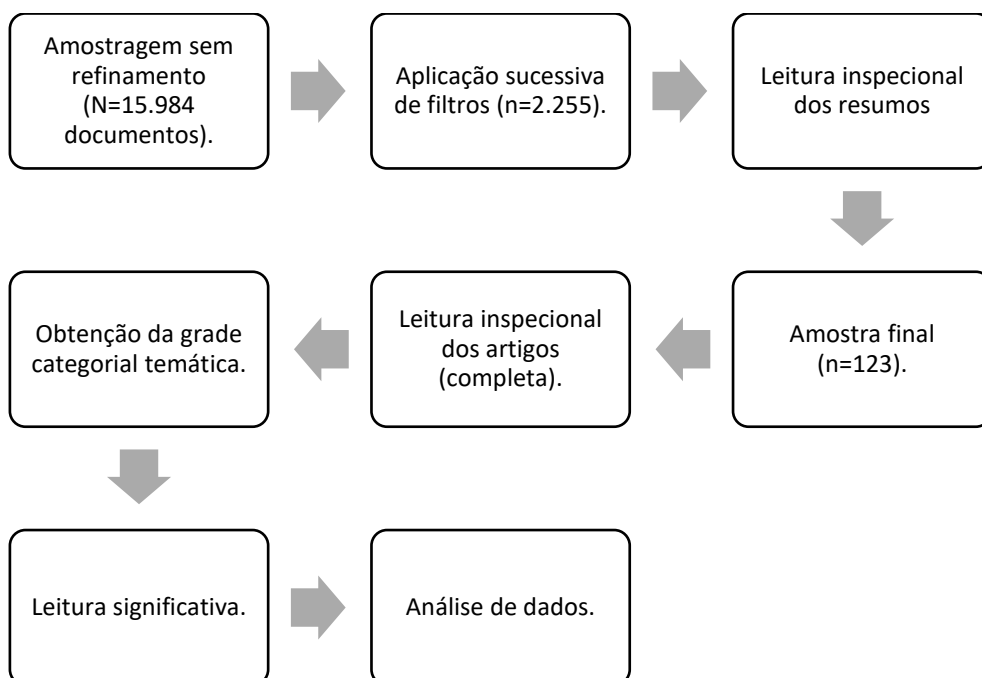 Amostragem sem
refinamento
(N=15.984
documentos).
Aplicação sucessiva
de filtros (n=2.255).
Leitura inspecional
dos resumos
Amostra final
(n=123).
Leitura inspecional
dos artigos
(completa).
Obtenção da grade
categorial temática.
Leitura significativa.
Análise de dados.